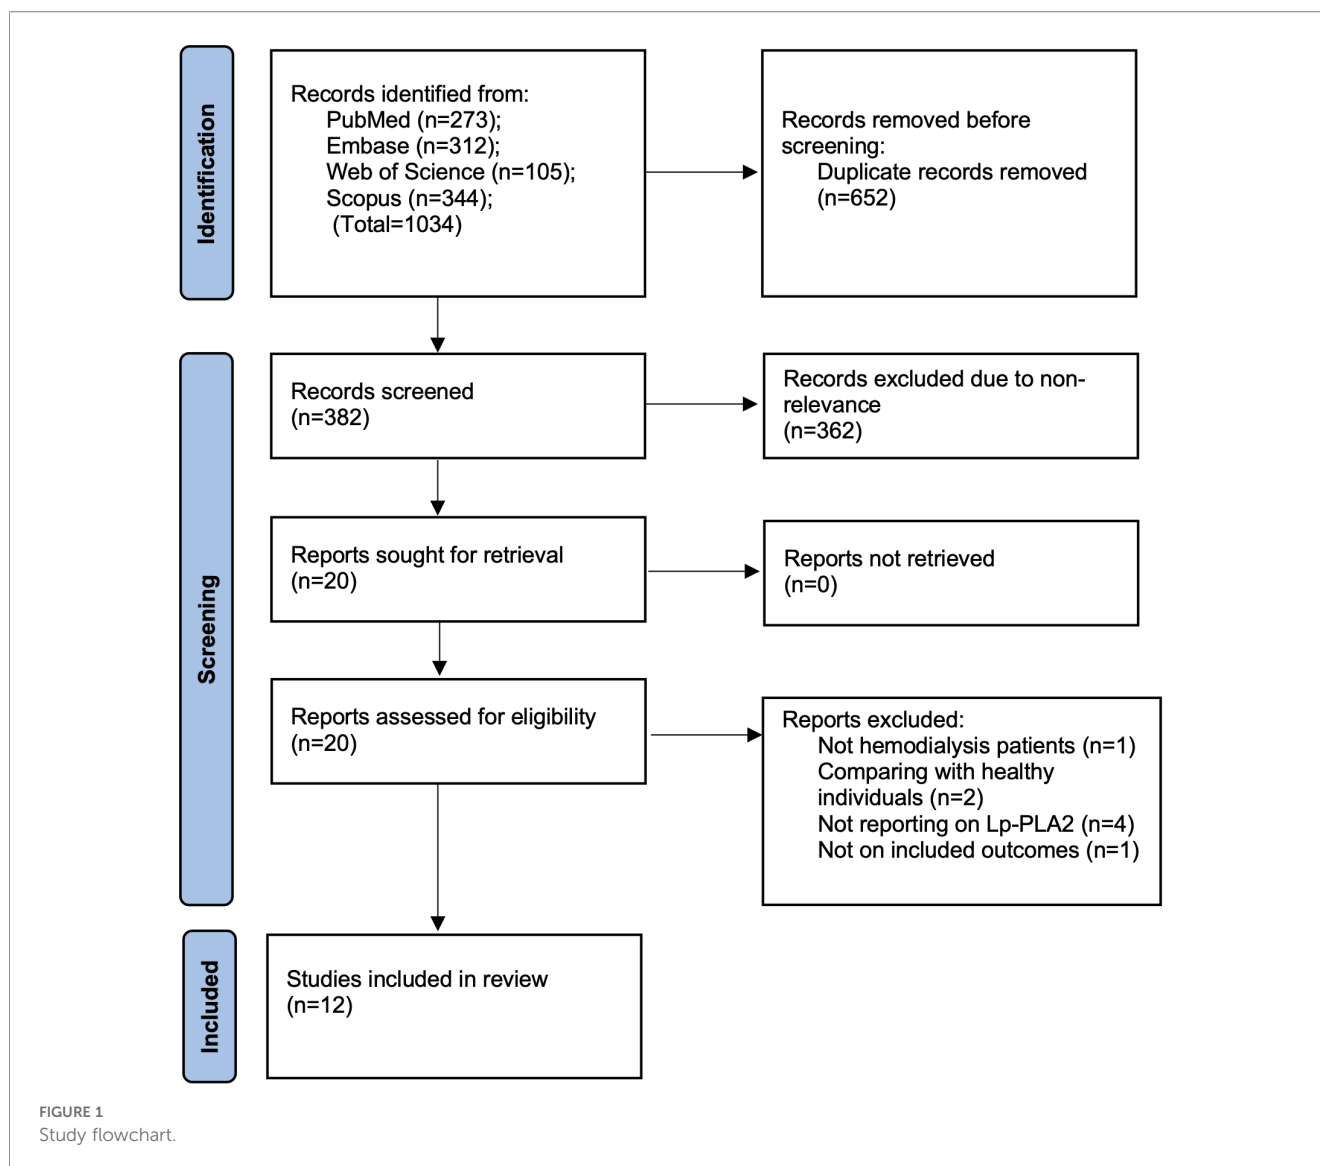 Identification
Records identified from:
PubMed (n=273);
Embase (n=312);
Web of Science (n=105);
Scopus (n=344);
(Total=1034)
Records removed before
screening:
Duplicate records removed
(n=652)
Screening
Records screened
(n=382)
Records excluded due to non-
relevance
(n=362)
Reports sought for retrieval
(n=20)
Reports not retrieved
(n=0)
Reports assessed for eligibility
(n=20)
Reports excluded:
Not hemodialysis patients (n=1)
Comparing with healthy
individuals (n=2)
Not reporting on Lp-PLA2 (n=4)
Not on included outcomes (n=1)
Included
Studies included in review
(n=12)
FIGURE 1
Study flowchart.